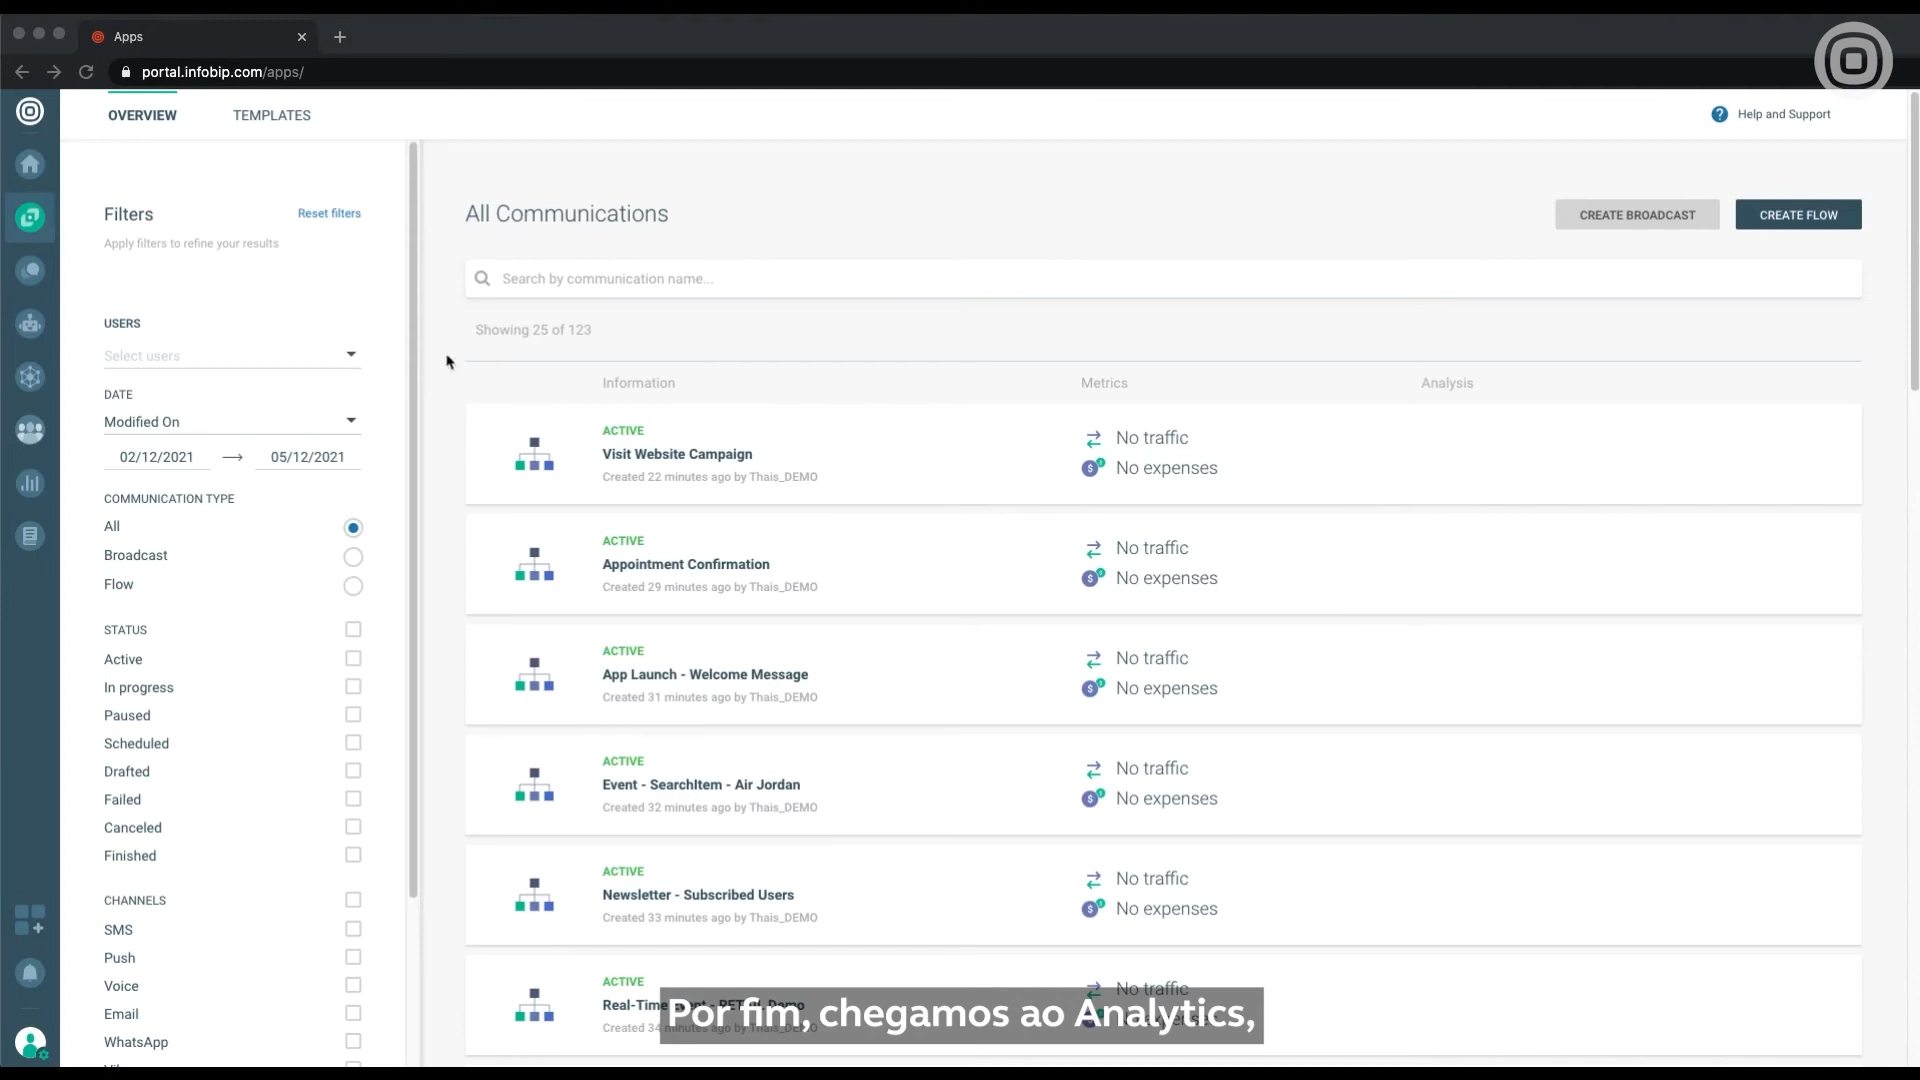 Apps
portal.infobip.com/apps/
OVERVIEW
TEMPLATES
Help and Support
Filters
Reset filters
Apply filters to refine your results
USERS
Select users
DATE
Modified On
02/12/2021
05/12/2021
COMMUNICATION TYPE
All
Broadcast
Flow
STATUS
Active
In progress
Paused
Scheduled
Drafted
Failed
Canceled
Finished
CHANNELS
SMS
Push
Voice
Email
WhatsApp
All Communications
CREATE BROADCAST
CREATE FLOW
Search by communication name...
Showing 25 of 123
Information
Metrics
Analysis
ACTIVE
Visit Website Campaign
Created 22 minutes ago by Thais_DEMO
No traffic
No expenses
ACTIVE
Appointment Confirmation
Created 29 minutes ago by Thais_DEMO
No traffic
No expenses
ACTIVE
App Launch - Welcome Message
Created 31 minutes ago by Thais_DEMO
No traffic
No expenses
ACTIVE
Event - SearchItem - Air Jordan
Created 32 minutes ago by Thais_DEMO
No traffic
No expenses
ACTIVE
Newsletter - Subscribed Users
Created 33 minutes ago by Thais_DEMO
No traffic
No expenses
ACTIVE
Real-Time
Created 34
No traffic
Por fim, chegamos ao Analytics,